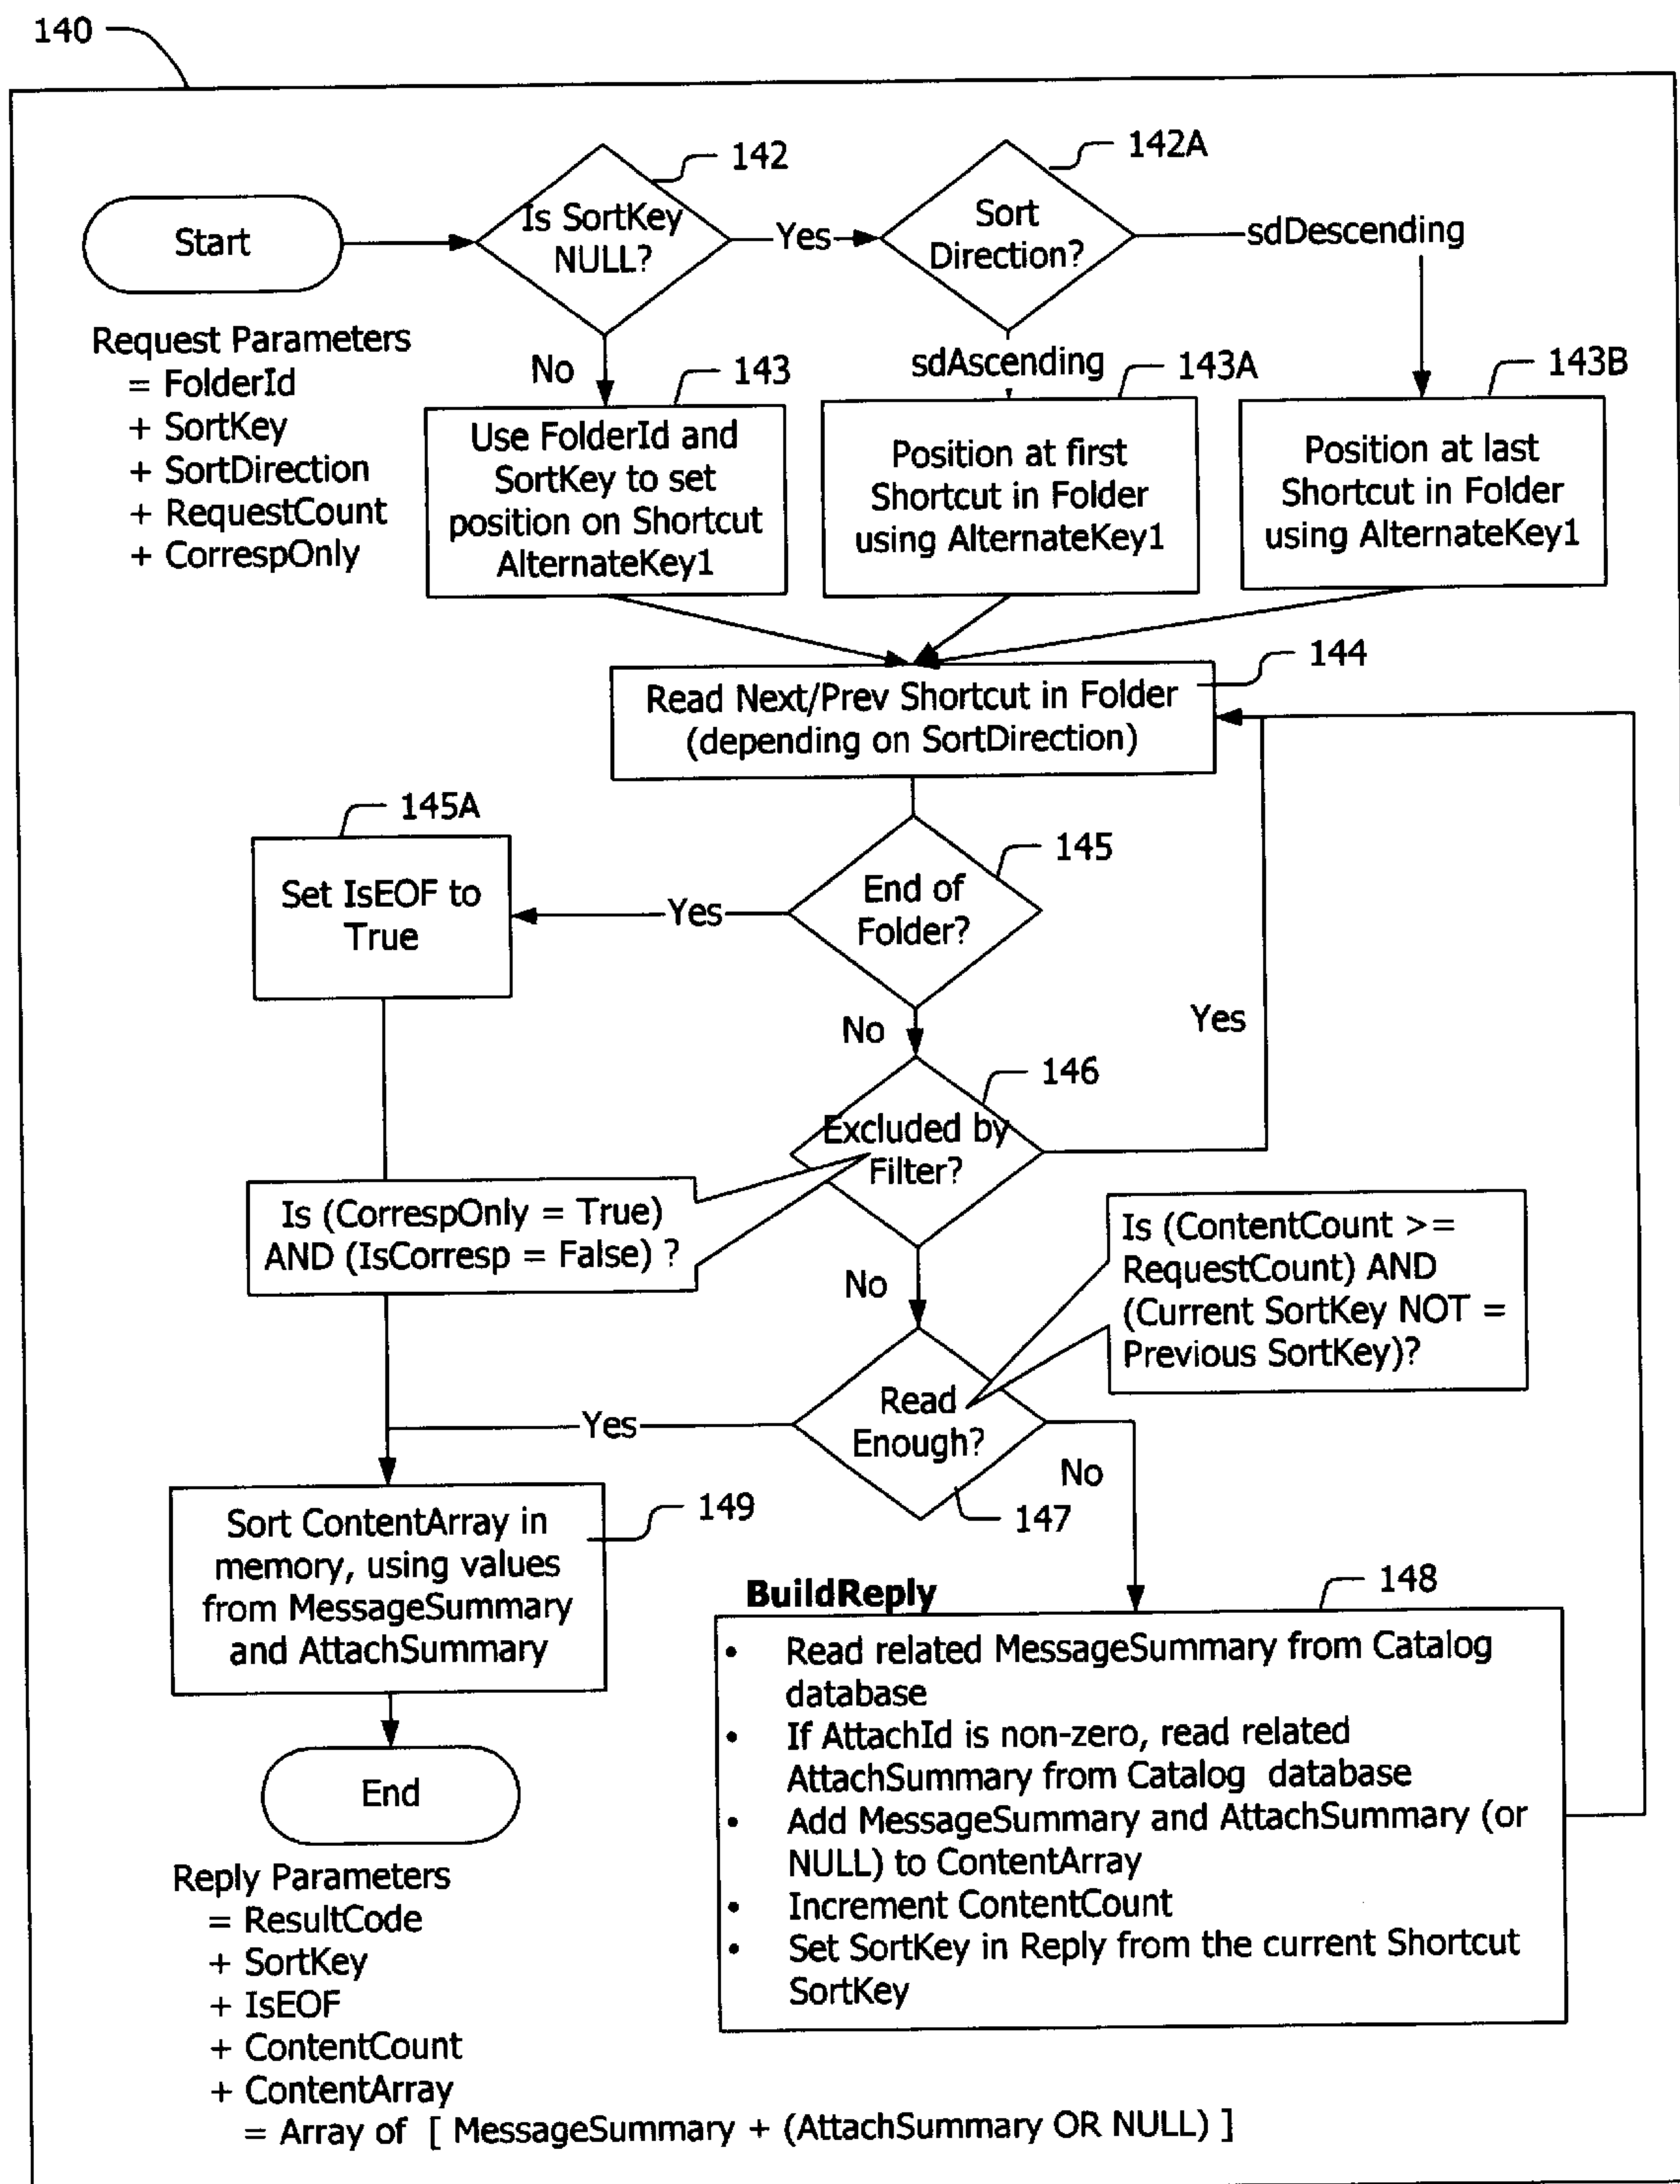 140
142
142A
Start
Is SortKey
NULL?
Yes
Sort
Direction?
sdDescending
Request Parameters
= FolderId
+ SortKey
+ SortDirection
+ RequestCount
+ CorrespOnly
No
143
sdAscending
143A
143B
Use FolderId and
SortKey to set
position on Shortcut
AlternateKey1
Position at first
Shortcut in Folder
using AlternateKey1
Position at last
Shortcut in Folder
using AlternateKey1
144
Read Next/Prev Shortcut in Folder
(depending on SortDirection)
145A
145
Set IsEOF to
True
Yes
End of
Folder?
No
Yes
146
Excluded by
Filter?
Is (CorrespOnly = True)
AND (IsCorresp = False) ?
No
Is (ContentCount >=
RequestCount) AND
(Current SortKey NOT =
Previous SortKey)?
Yes
Read
Enough?
No
147
149
Sort ContentArray in
memory, using values
from MessageSummary
and AttachSummary
BuildReply
148
• Read related MessageSummary from Catalog
database
• If AttachId is non-zero, read related
AttachSummary from Catalog database
• Add MessageSummary and AttachSummary (or
NULL) to ContentArray
• Increment ContentCount
• Set SortKey in Reply from the current Shortcut
SortKey
End
Reply Parameters
= ResultCode
+ SortKey
+ IsEOF
+ ContentCount
+ ContentArray
= Array of [ MessageSummary + (AttachSummary OR NULL) ]